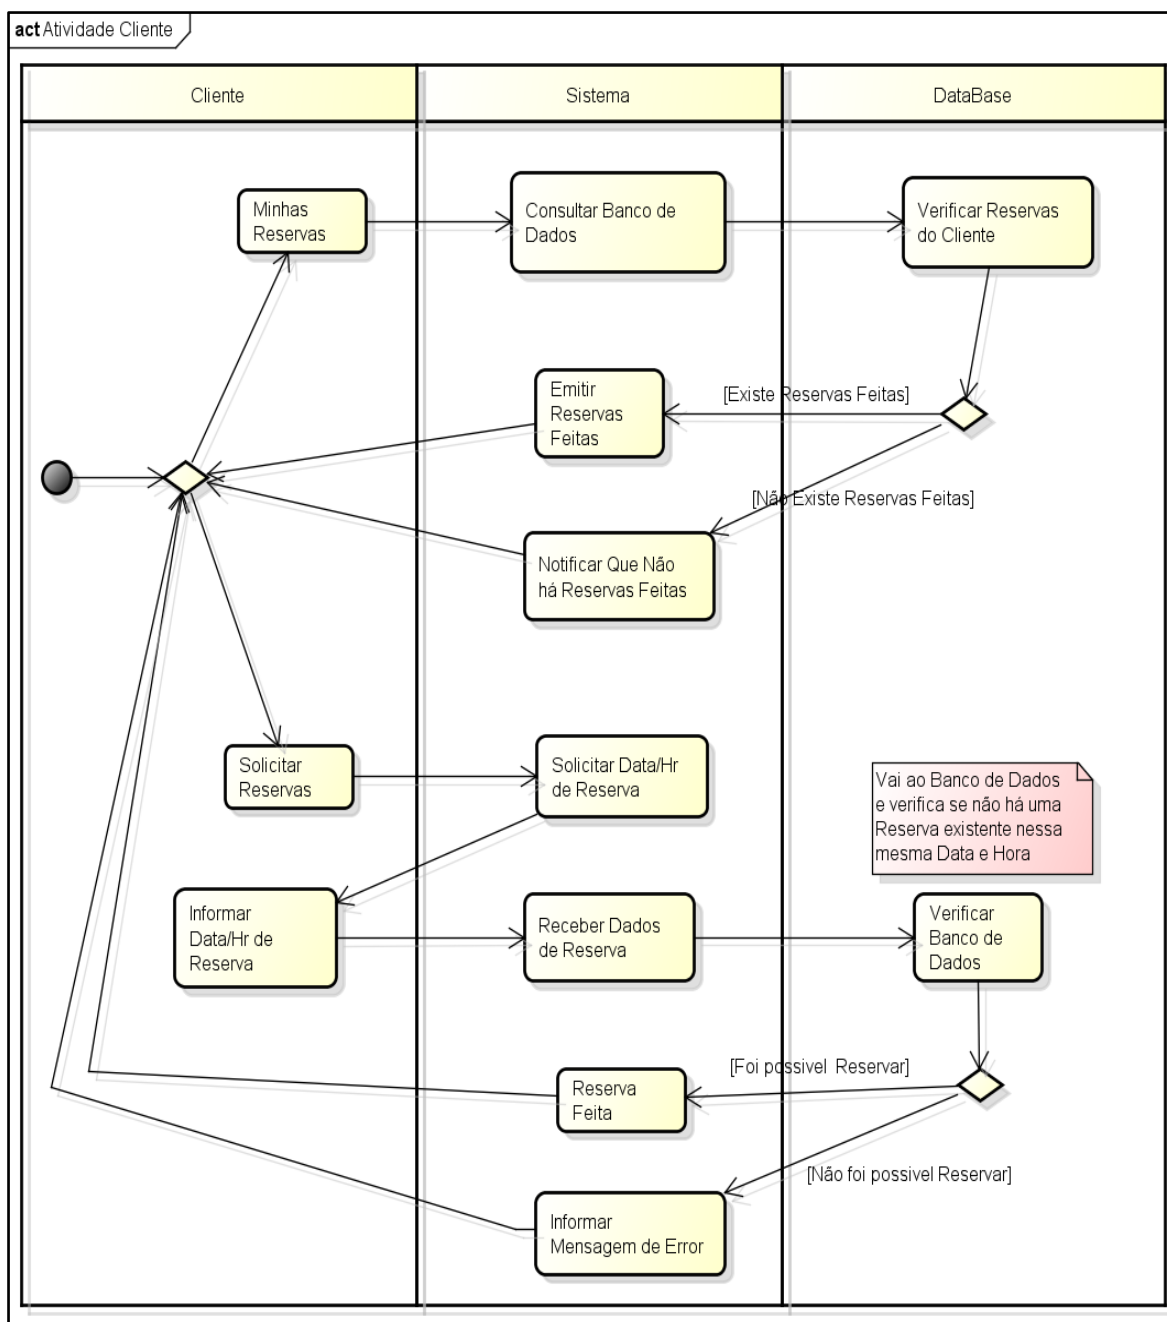 act Atividade Cliente
Cliente
Sistema
DataBase
Minhas
Reservas
Consultar Banco de
Dados
Verificar Reservas
do Cliente
Emitir
Reservas
Feitas
[Existe Reservas Feitas]
[Não Existe Reservas Feitas]
Notificar Que Não
há Reservas Feitas
Solicitar
Reservas
Solicitar Data/Hr
de Reserva
Vai ao Banco de Dados
e verifica se não há uma
Reserva existente nessa
mesma Data e Hora
Informar
Data/Hr de
Reserva
Receber Dados
de Reserva
Verificar
Banco de
Dados
[Foi possivel Reservar]
Reserva
Feita
[Não foi possivel Reservar]
Informar
Mensagem de Error